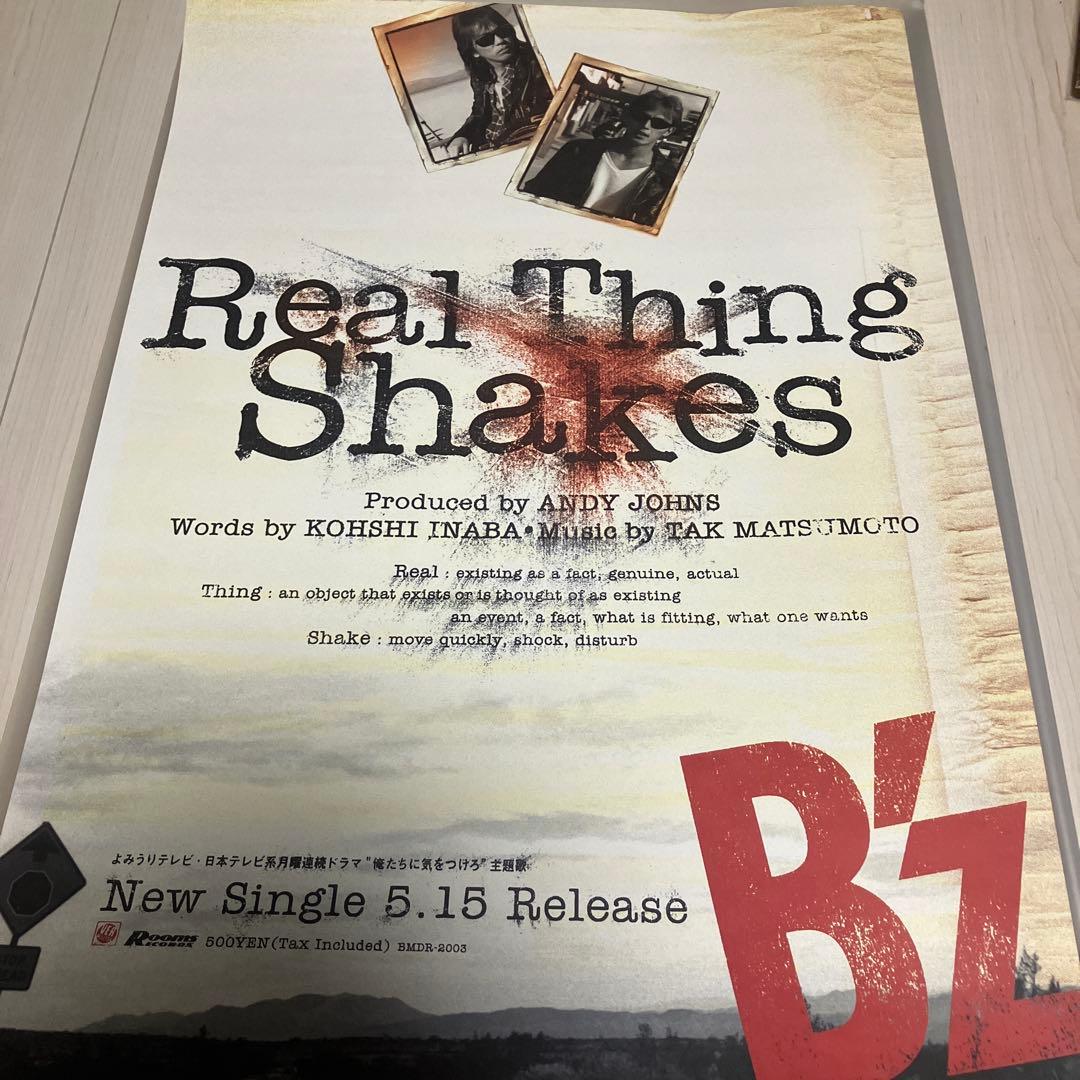 Real Thing
Shakes
Produced by ANDY JOHNS
Words by KOHSHI INABA・Music by TAK MATSUMOTO
Real : existing as a fact, genuine, actual
Thing : an object that exists or is thought of as existing
an event, a fact, what is fitting, what one wants
Shake : move quickly, shock, disturb
B'z
よみうりテレビ・日本テレビ系月曜連続ドラマ"俺たちに気をつけろ"主題歌
New Single 5.15 Release
Rooms RECORDS 500YEN(Tax Included) BMDR-2003